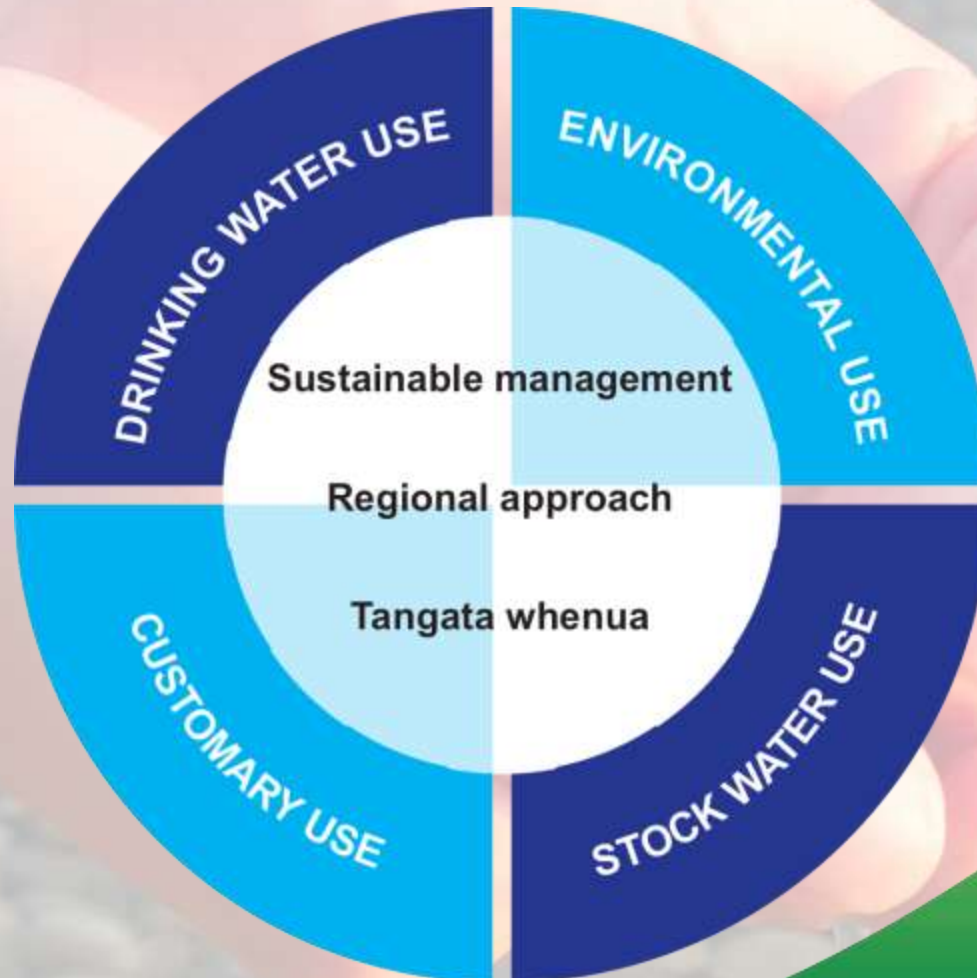 DRINKING WATER USE
ENVIRONMENTAL USE
Sustainable management
Regional approach
Tangata whenua
CUSTOMARY USE
STOCK WATER USE